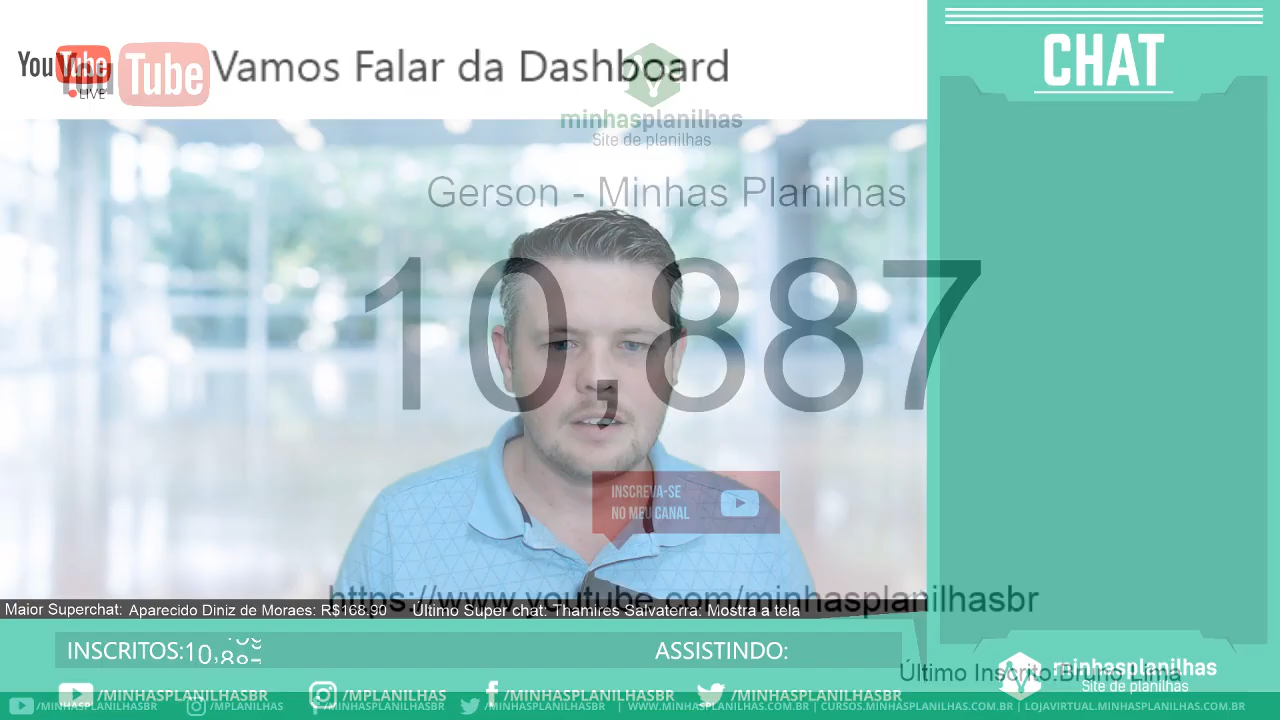 YouTube
LIVE
YouTube
Vamos Falar da Dashboard
minhasplanilhas
Site de planilhas
CHAT
Gerson - Minhas Planilhas
10,887
INSCREVA-SE
NO MEU CANAL
https://www.youtube.com/minhasplanilhasbr
Maior Superchat: Aparecido Diniz de Moraes: R$168.90 Último Super chat: Thamires Salvaterra: Mostra a tela
INSCRITOS:
ASSISTINDO:
Último Inscrito:Bruno Lima
minhasplanilhas
Site de planilhas
/MINHASPLANILHASBR /MPLANILHAS /MINHASPLANILHAS /MINHASPLANILHASBR
/MINHASPLANILHASBR /MPLANILHAS /MINHASPLANILHAS /MINHASPLANILHASBR | WWW.MINHASPLANILHAS.COM.BR | CURSOS.MINHASPLANILHAS.COM.BR | LOJAVIRTUAL.MINHASPLANILHAS.COM.BR